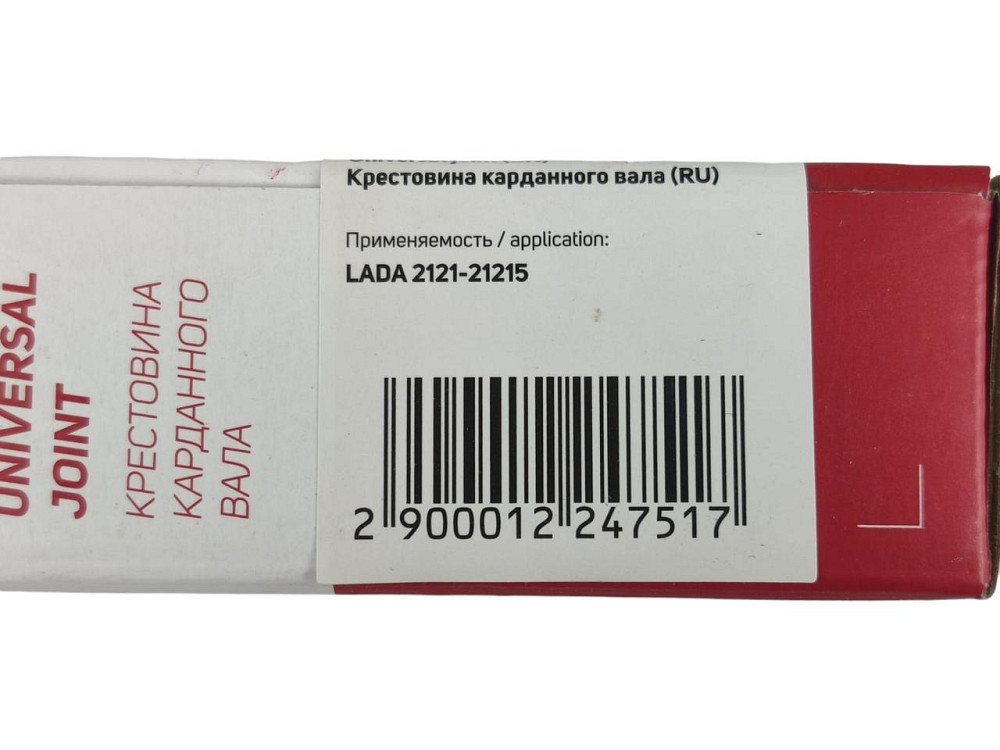 Крестовина карданного вала (RU)
Применяемость / application:
LADA 2121-21215
2 900012 247517
UNIVERSAL
JOINT
КРЕСТОВИНА
КАРДАННОГО
ВАЛА